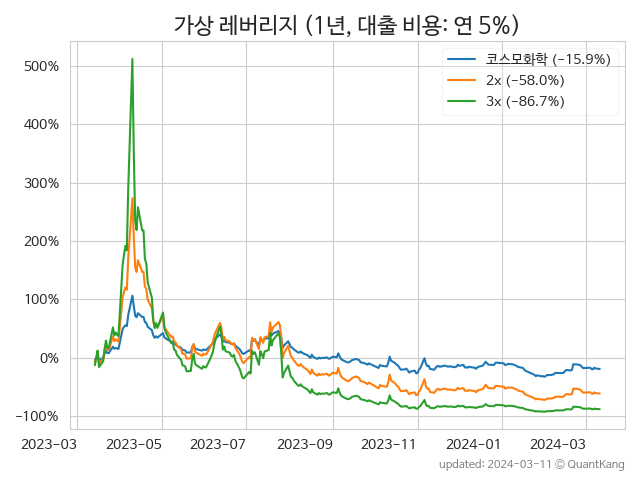 가상 레버리지 (1년, 대출 비용: 연 5%)
코스모화학 (−15.9%)
2x (−58.0%)
3x (−86.7%)
500%
400%
300%
200%
100%
0%
−100%
2023-03 2023-05 2023-07 2023-09 2023-11 2024-01 2024-03
updated: 2024-03-11 © QuantKang